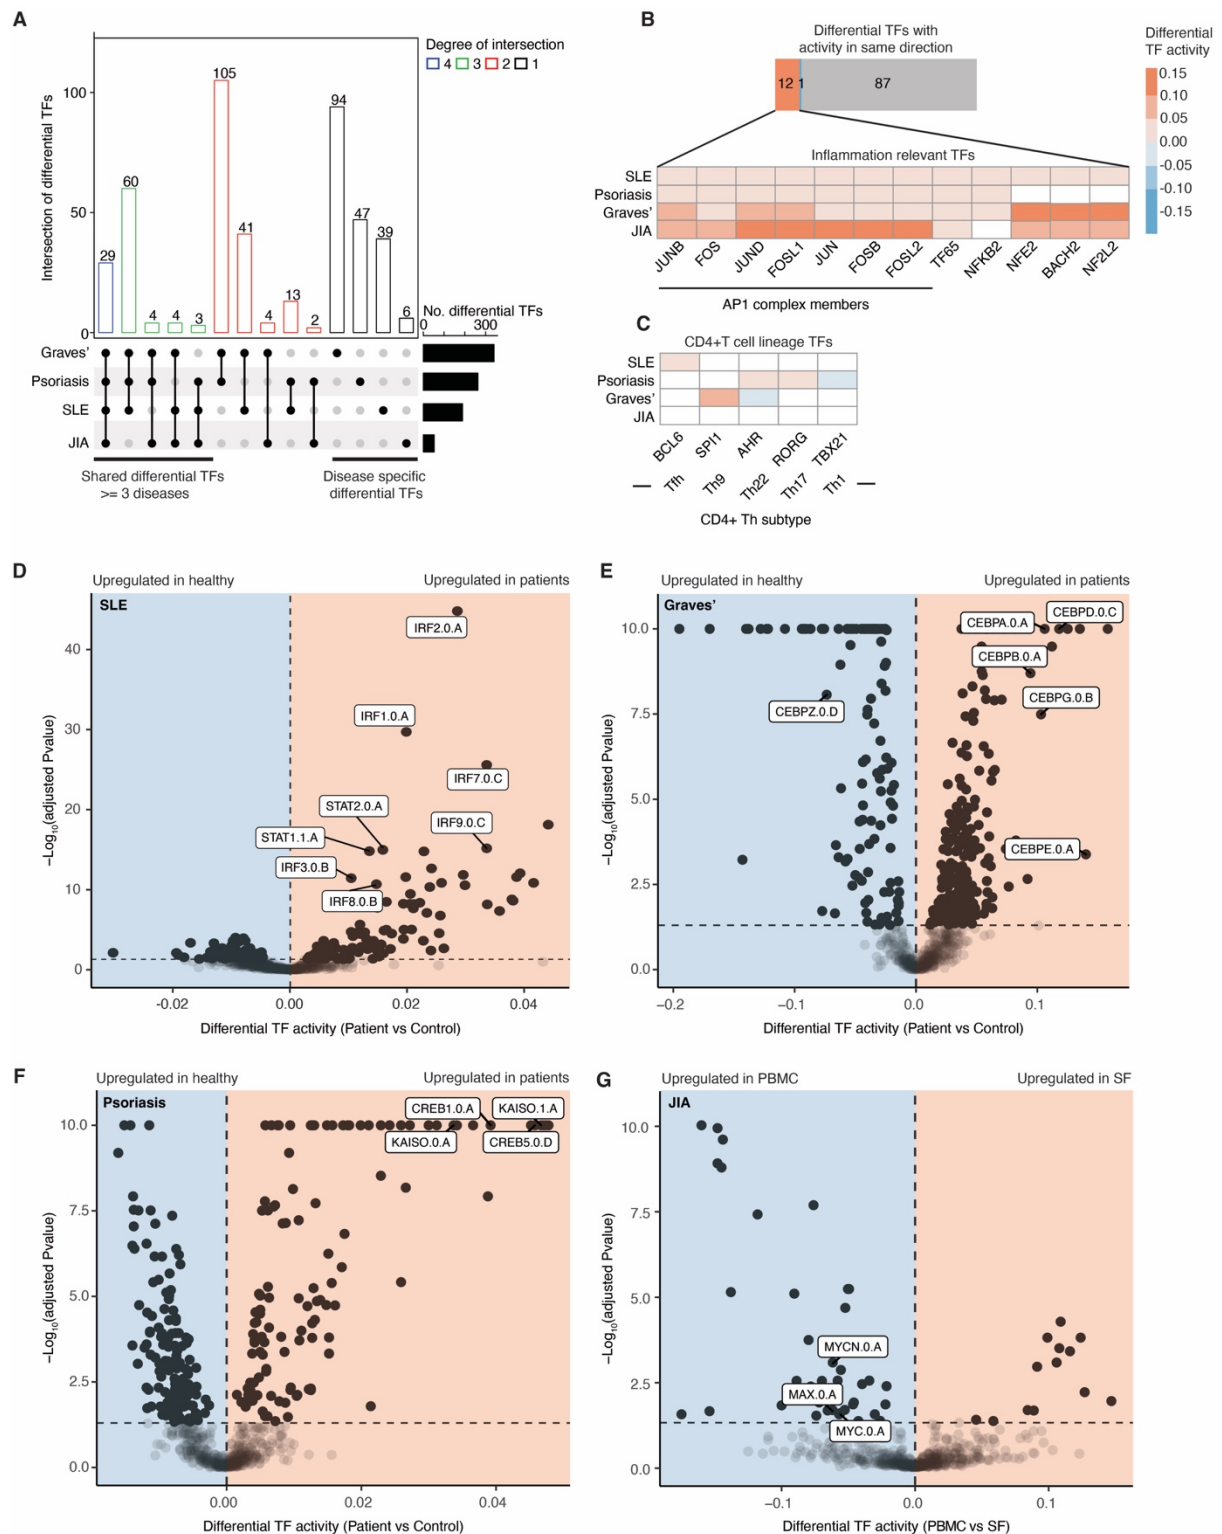 A
Degree of intersection
4 3 2 1
Intersection of differential TFs
100
50
0
29
60
4
4
3
105
41
4
13
2
94
47
39
6
No. differential TFs
0 300
Graves'
Psoriasis
SLE
JIA
Shared differential TFs
>= 3 diseases
Disease specific
differential TFs
B
Differential TFs with
activity in same direction
12 1 87
Differential
TF activity
0.15
0.10
0.05
0.00
-0.05
-0.10
-0.15
Inflammation relevant TFs
SLE
Psoriasis
Graves'
JIA
JUNB
FOS
JUND
FOSL1
JUN
FOSB
FOSL2
TF65
NFKB2
NFE2
BACH2
NF2L2
AP1 complex members
C
CD4+T cell lineage TFs
SLE
Psoriasis
Graves'
JIA
BCL6
SPI1
AHR
RORG
TBX21
Tfh
Th9
Th22
Th17
Th1
CD4+ Th subtype
D
Upregulated in healthy
Upregulated in patients
SLE
−Log10(adjusted Pvalue)
40
30
20
10
0
IRF2.0.A
IRF1.0.A
IRF7.0.C
STAT2.0.A
IRF9.0.C
STAT1.1.A
IRF3.0.B
IRF8.0.B
-0.02
0.00
0.02
0.04
Differential TF activity (Patient vs Control)
E
Upregulated in healthy
Upregulated in patients
Graves'
−Log10(adjusted Pvalue)
10.0
7.5
5.0
2.5
0.0
CEBPD.0.C
CEBPA.0.A
CEBPB.0.A
CEBPG.0.B
CEBPZ.0.D
CEBPE.0.A
−0.2
−0.1
0.0
0.1
Differential TF activity (Patient vs Control)
F
Upregulated in healthy
Upregulated in patients
Psoriasis
−Log10(adjusted Pvalue)
10.0
7.5
5.0
2.5
0.0
CREB1.0.A
KAISO.1.A
KAISO.0.A
CREB5.0.D
0.00
0.02
0.04
Differential TF activity (Patient vs Control)
G
Upregulated in PBMC
Upregulated in SF
JIA
−Log10(adjusted Pvalue)
10.0
7.5
5.0
2.5
0.0
MYCN.0.A
MAX.0.A
MYC.0.A
−0.1
0.0
0.1
Differential TF activity (PBMC vs SF)